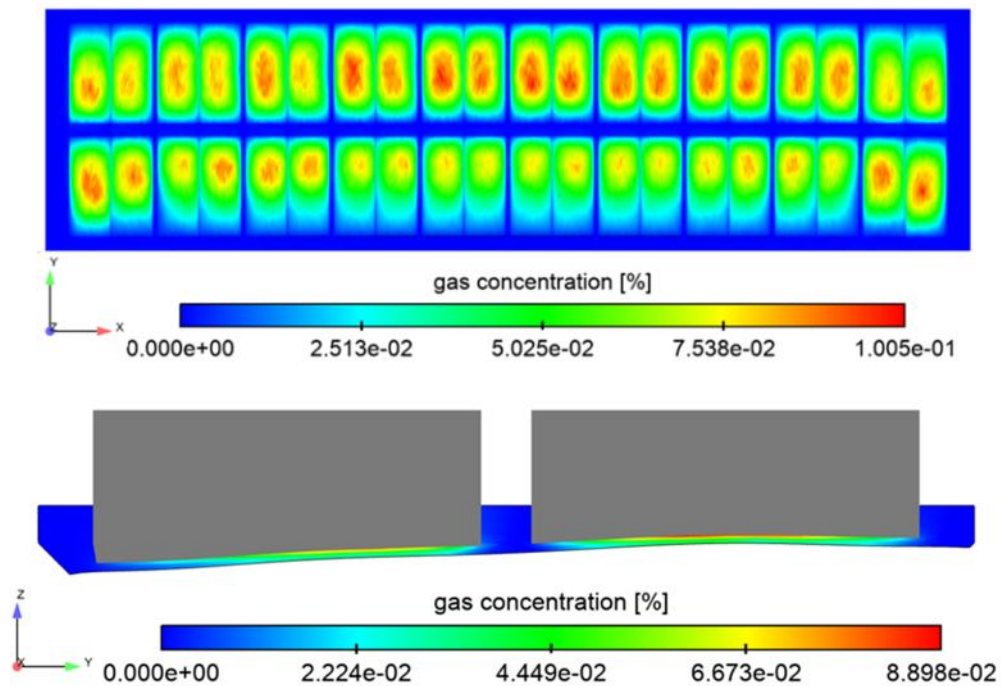 Y
Z X
gas concentration [%]
0.000e+00 2.513e-02 5.025e-02 7.538e-02 1.005e-01
Z
X Y
gas concentration [%]
0.000e+00 2.224e-02 4.449e-02 6.673e-02 8.898e-02